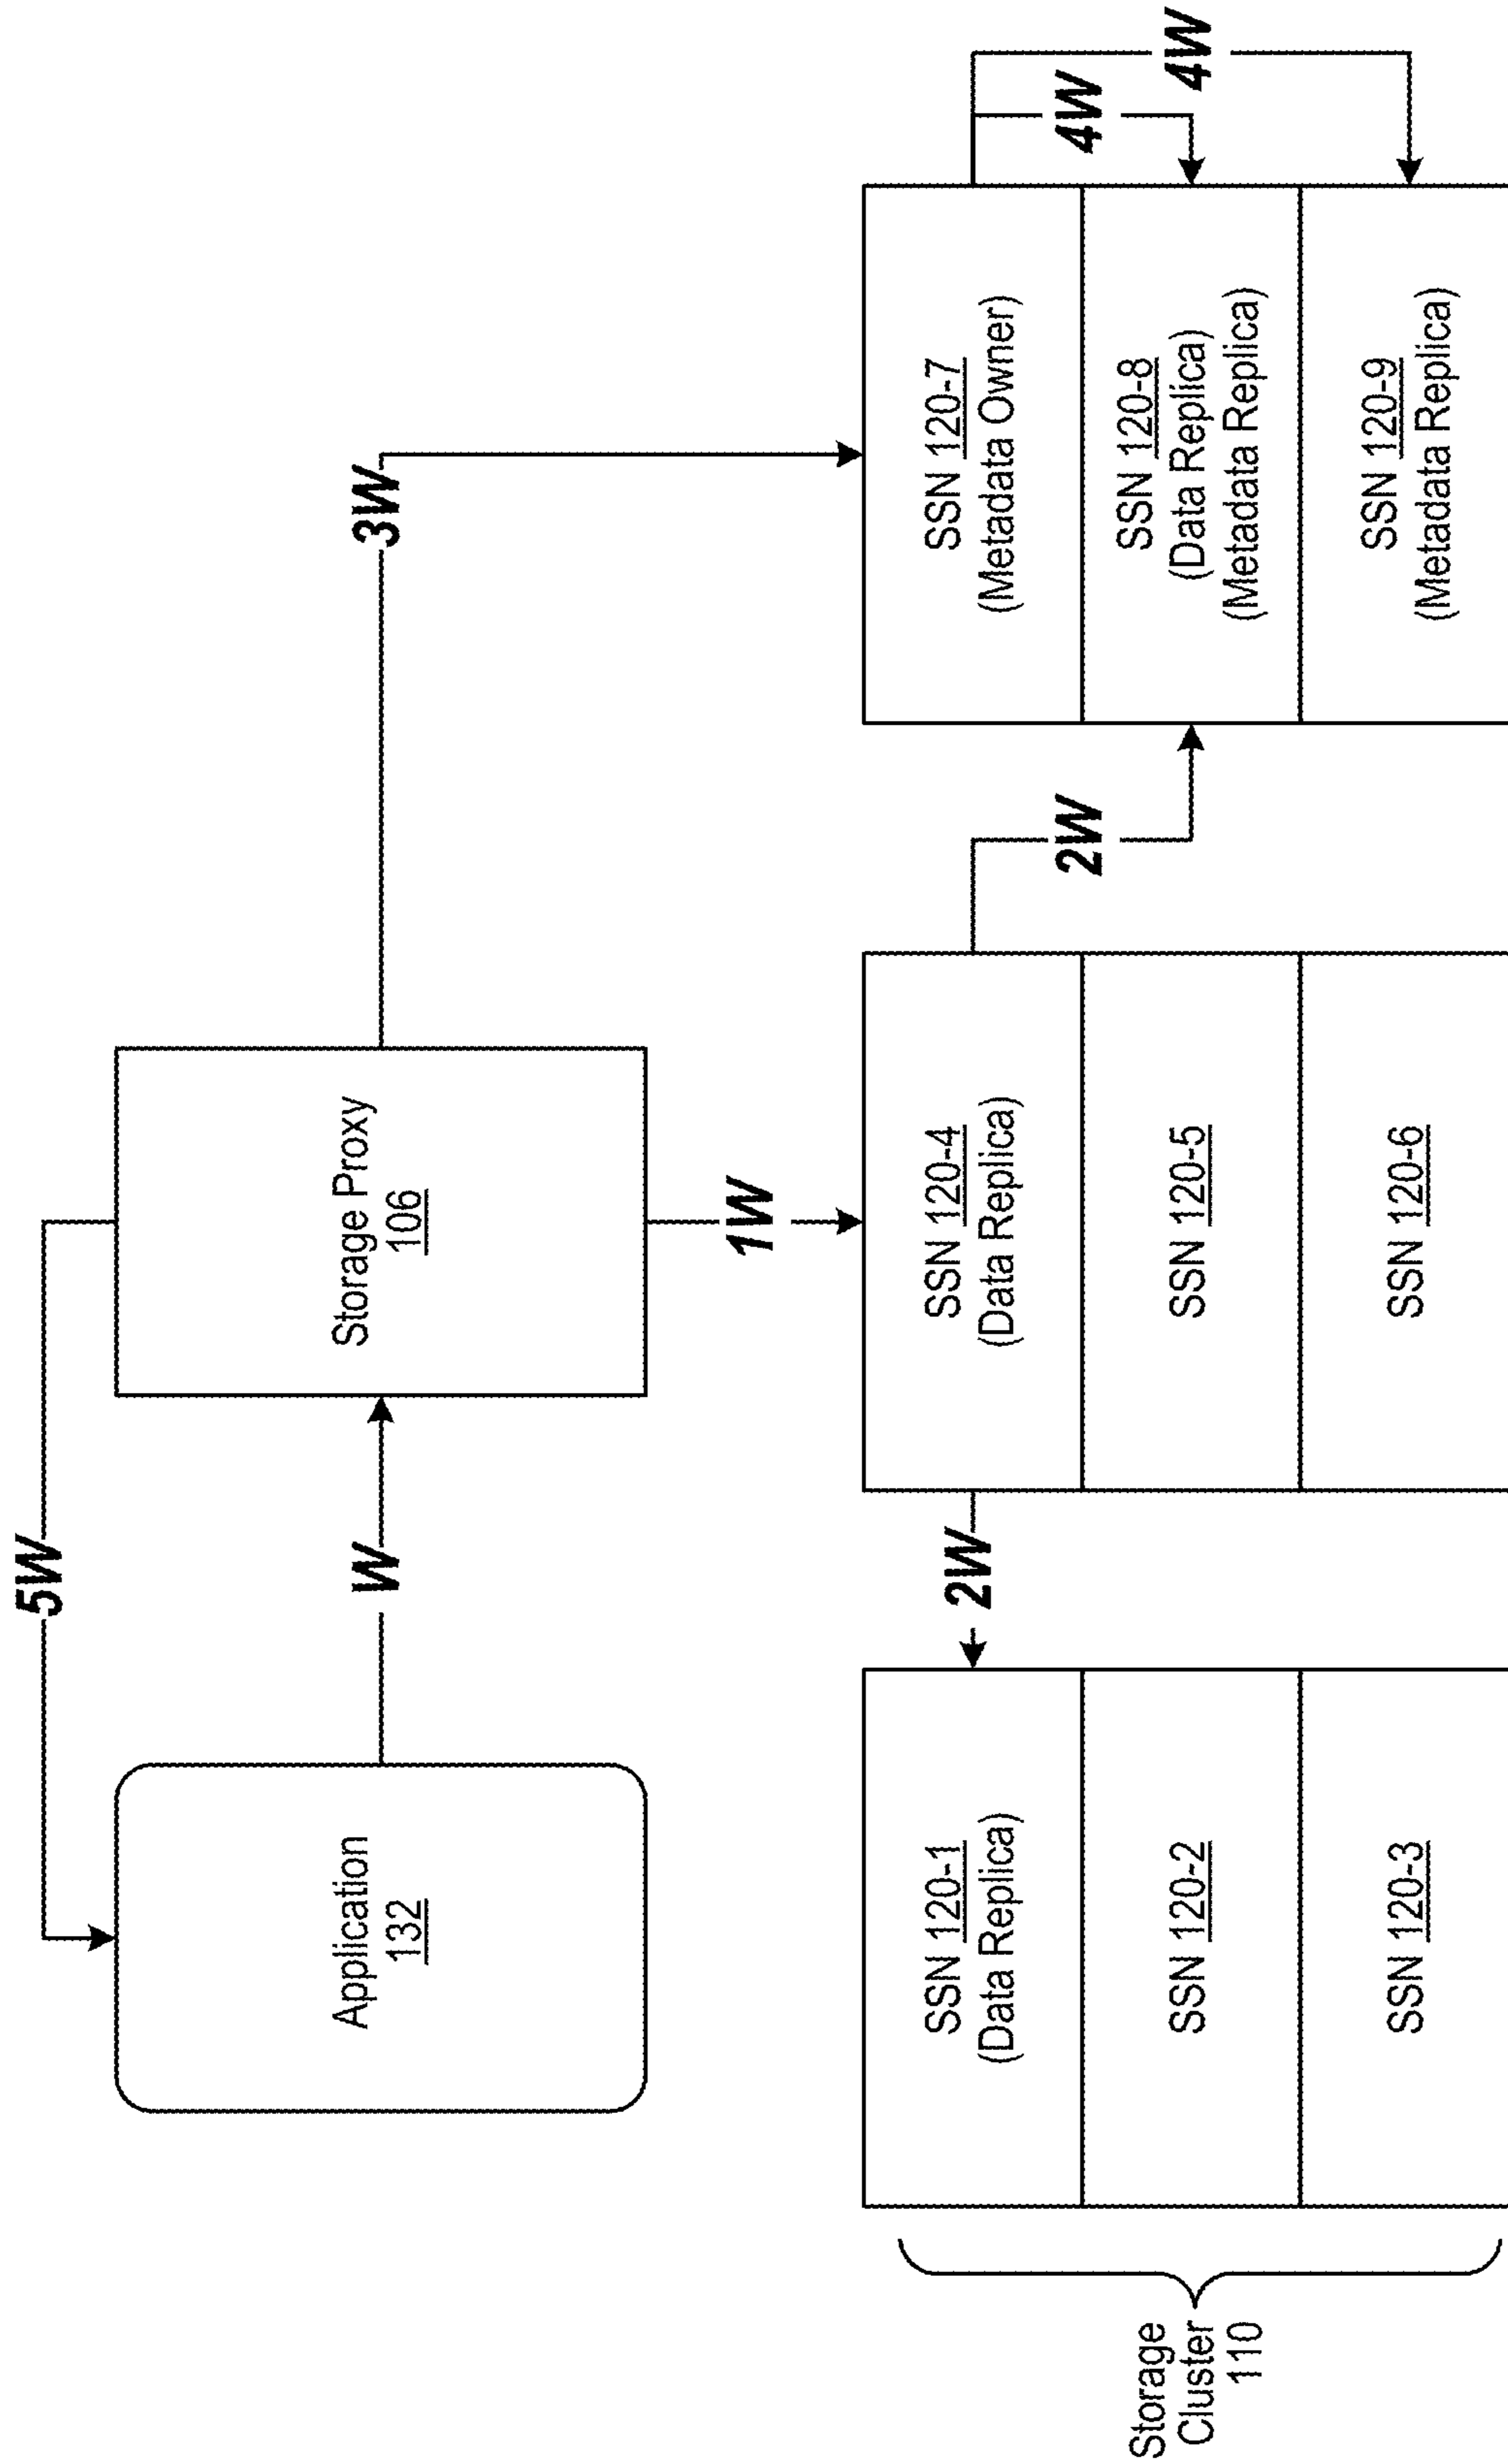 5W
Application
132
W
Storage Proxy
106
3W
1W
2W
2W
4W
4W
Storage
Cluster
110
SSN 120-1
(Data Replica)
SSN 120-2
SSN 120-3
SSN 120-4
(Data Replica)
SSN 120-5
SSN 120-6
SSN 120-7
(Metadata Owner)
SSN 120-8
(Data Replica)
(Metadata Replica)
SSN 120-9
(Metadata Replica)